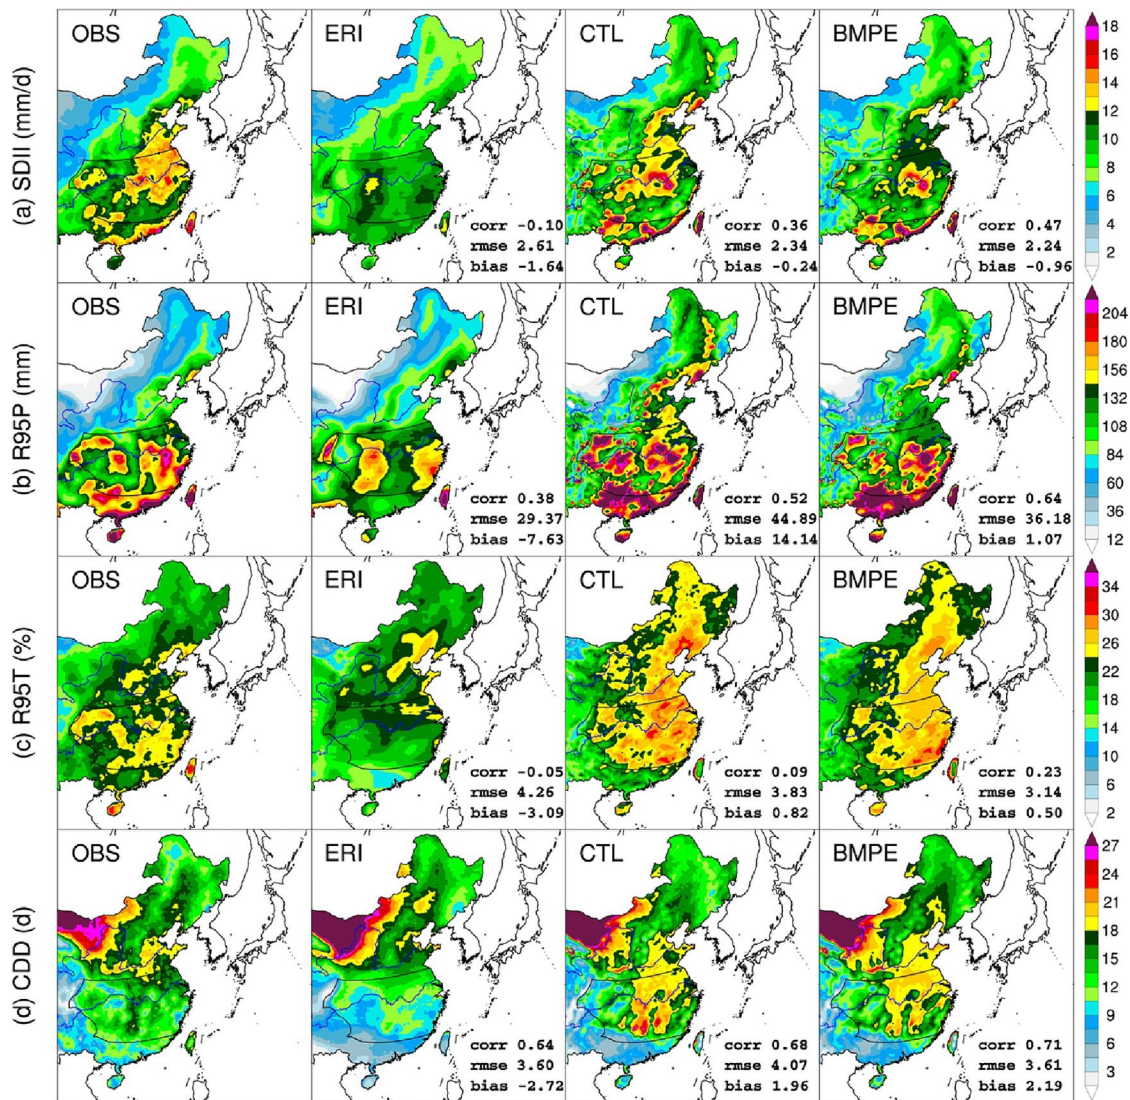 OBS ERI CTL BMPE
(a) SDII (mm/d)
18
16
14
12
10
8
6
4
2
corr -0.10
rmse 2.61
bias -1.64
corr 0.36
rmse 2.34
bias -0.24
corr 0.47
rmse 2.24
bias -0.96
OBS ERI CTL BMPE
(b) R95P (mm)
204
180
156
132
108
84
60
36
12
corr 0.38
rmse 29.37
bias -7.63
corr 0.52
rmse 44.89
bias 14.14
corr 0.64
rmse 36.18
bias 1.07
OBS ERI CTL BMPE
(c) R95T (%)
34
30
26
22
18
14
10
6
2
corr -0.05
rmse 4.26
bias -3.09
corr 0.09
rmse 3.83
bias 0.82
corr 0.23
rmse 3.14
bias 0.50
OBS ERI CTL BMPE
(d) CDD (d)
27
24
21
18
15
12
9
6
3
corr 0.64
rmse 3.60
bias -2.72
corr 0.68
rmse 4.07
bias 1.96
corr 0.71
rmse 3.61
bias 2.19